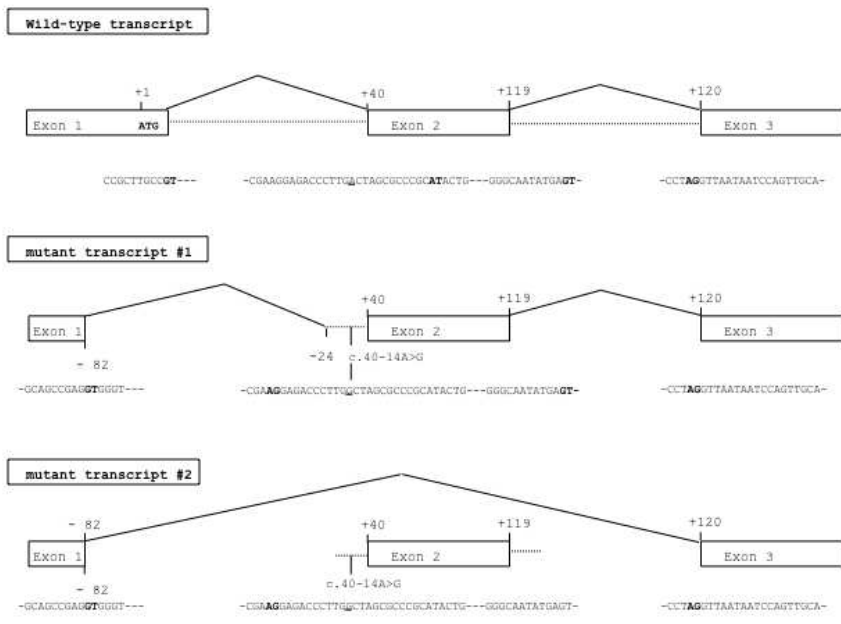 Wild-type transcript
+1 +40 +119 +120
Exon 1 ATG Exon 2 Exon 3
CCGCTTGCCGT--- -CGAAGGAGACCCTTGACTAGCGCCCGCATACTG---GGGCAATATGAGT- -CCTAGGTTAATAATCCAGTTGCA-
mutant transcript #1
+40 +119 +120
Exon 1 Exon 2 Exon 3
- 82 -24 c.40-14A>G
-GCAGCCGAGGTGGGT--- -CGAAGGAGACCCTTGGCTAGCGCCCGCATACTG---GGGCAATATGAGT- -CCTAGGTTAATAATCCAGTTGCA-
mutant transcript #2
- 82 +40 +119 +120
Exon 1 Exon 2 Exon 3
- 82 c.40-14A>G
-GCAGCCGAGGTGGGT--- -CGAAGGAGACCCTTGGCTAGCGCCCGCATACTG---GGGCAATATGAGT- -CCTAGGTTAATAATCCAGTTGCA-